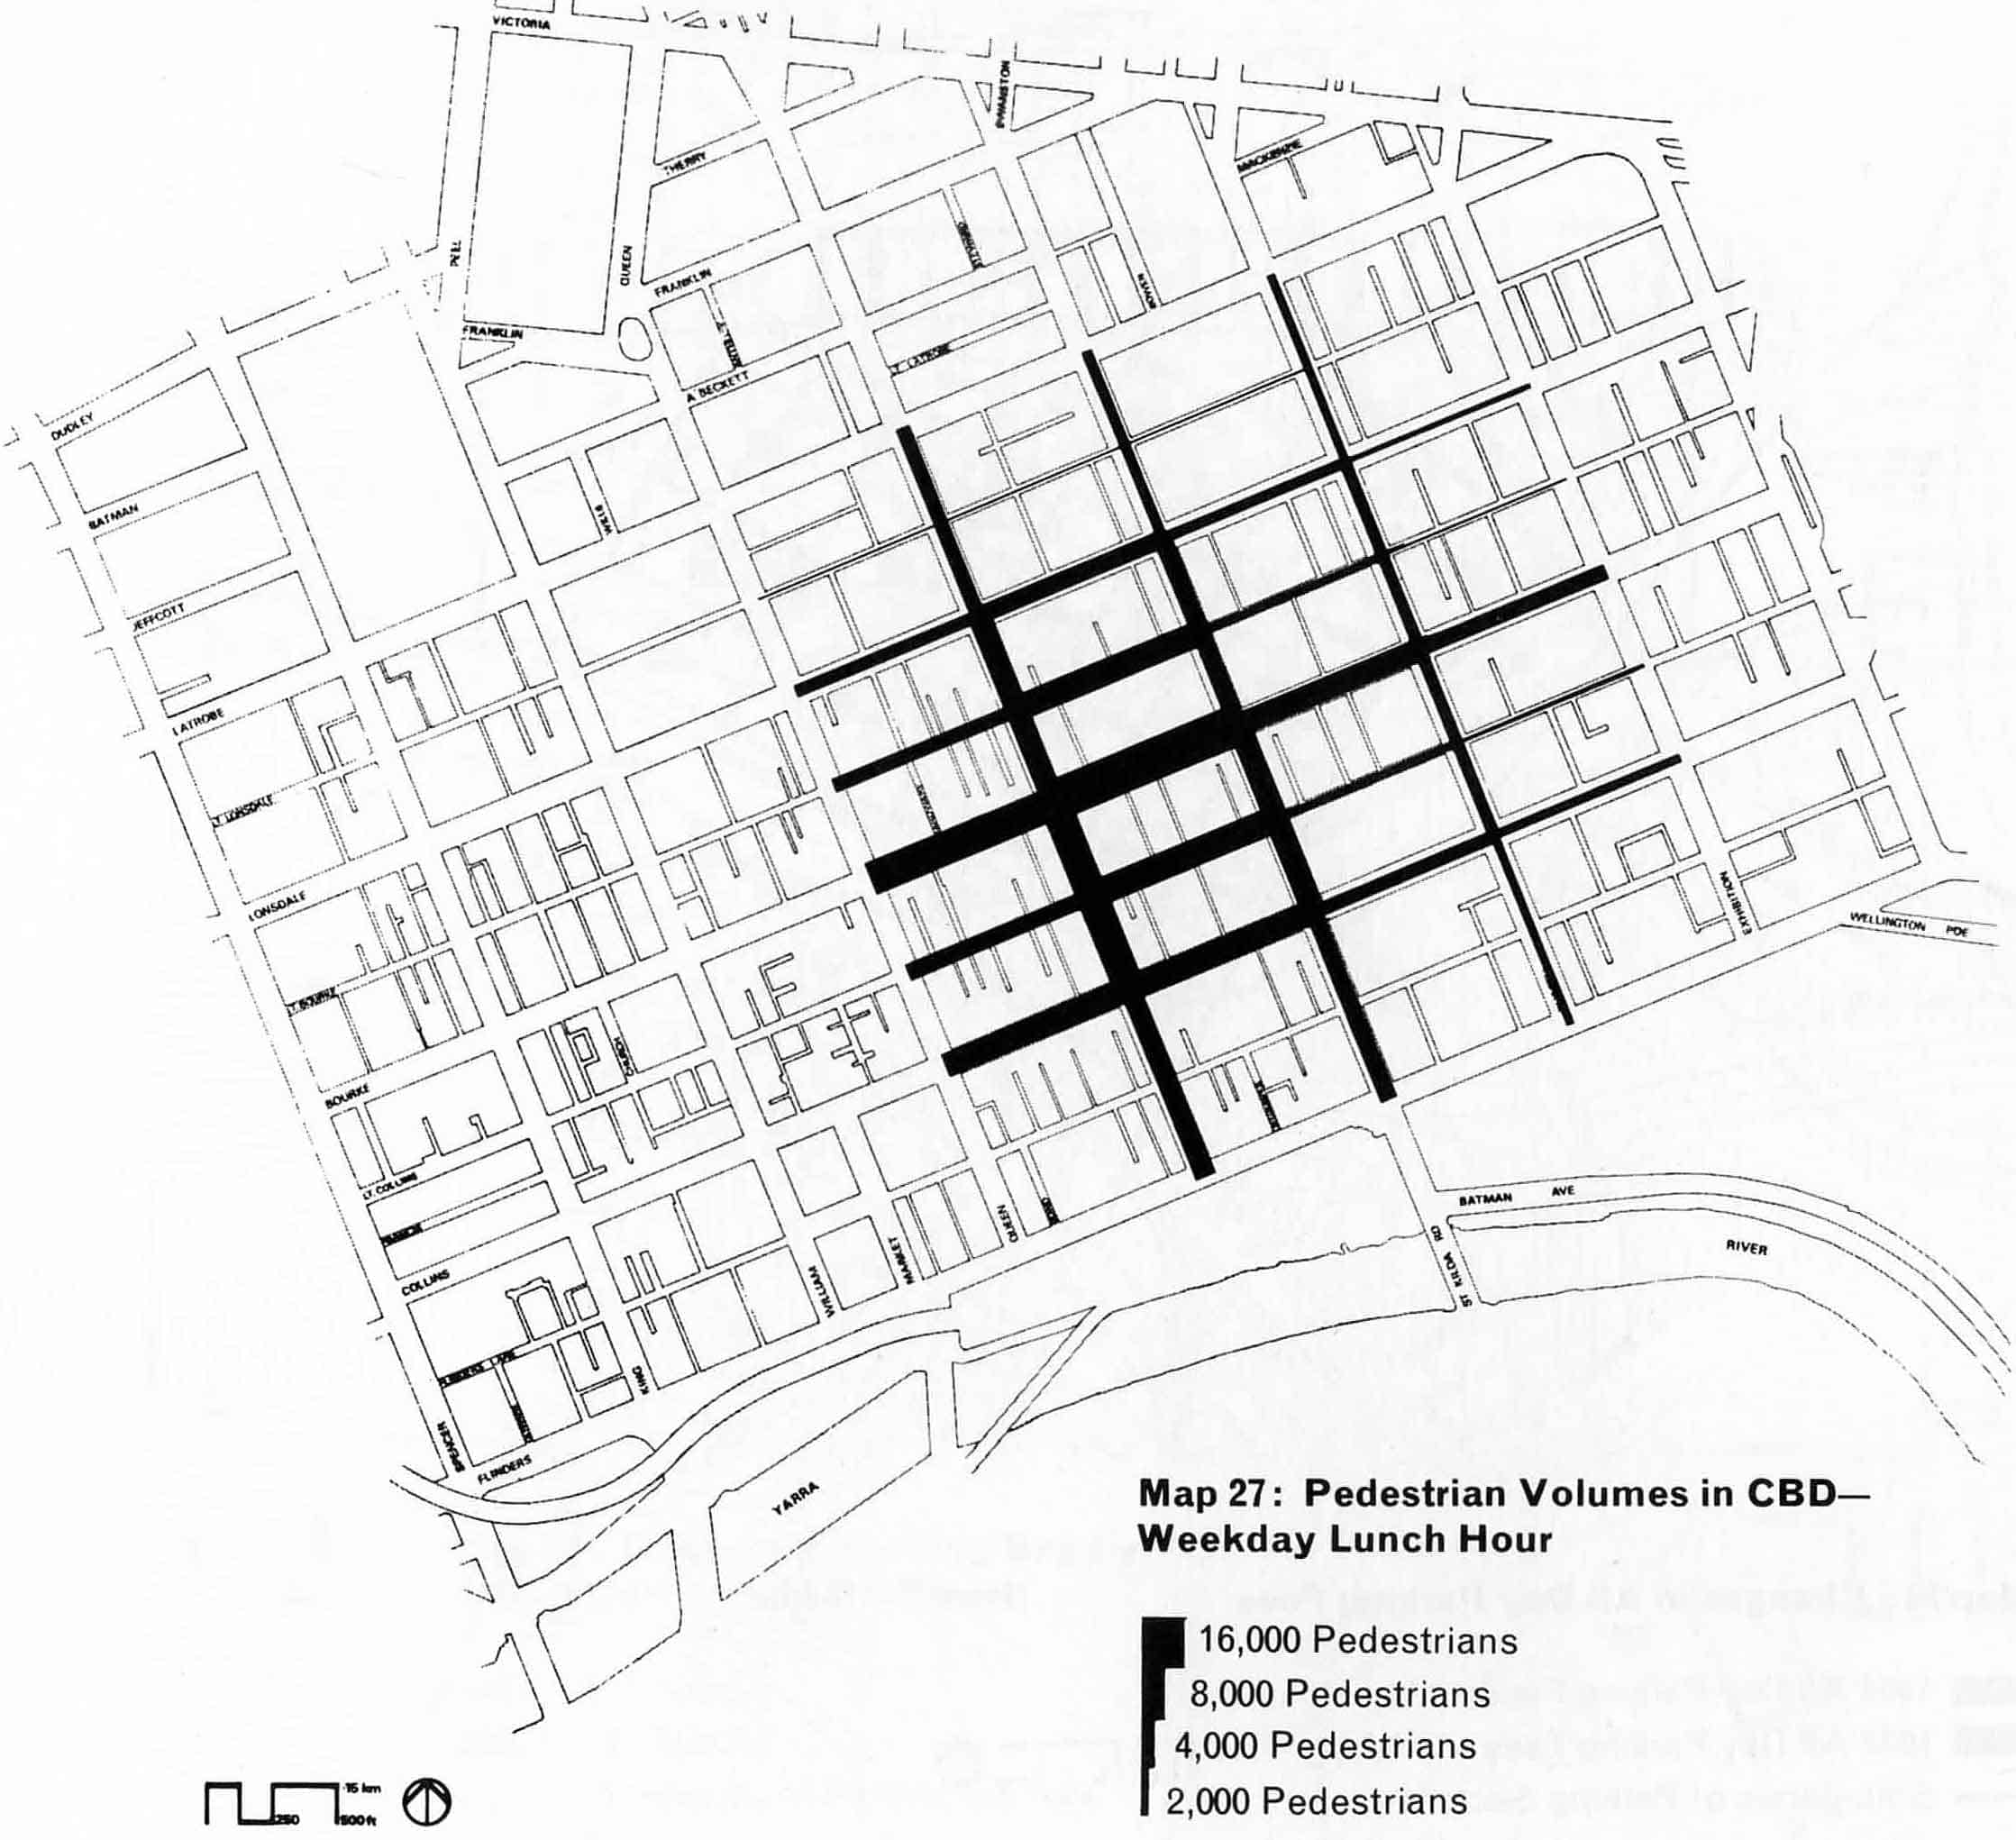 VICTORIA
SWANSTON
THERRY
MACKENZIE
PEEL
QUEEN
FRANKLIN
FRANKLIN
BOWEN
LT LATROBE
A'BECKETT
DUDLEY
WILLS
BATMAN
JEFFCOTT
LATROBE
LT LONSDALE
LONSDALE
EXHIBITION
WELLINGTON PDE
LT BOURKE
CHURCH
BOURKE
LT COLLINS
COLLINS
QUEEN
MARKET
WILLIAM
BATMAN AVE
ST KILDA RD
RIVER
FLINDERS LANE
KING
SPENCER
FLINDERS
YARRA
Map 27: Pedestrian Volumes in CBD—
Weekday Lunch Hour
16,000 Pedestrians
8,000 Pedestrians
4,000 Pedestrians
2,000 Pedestrians
·15 km
250
500 ft